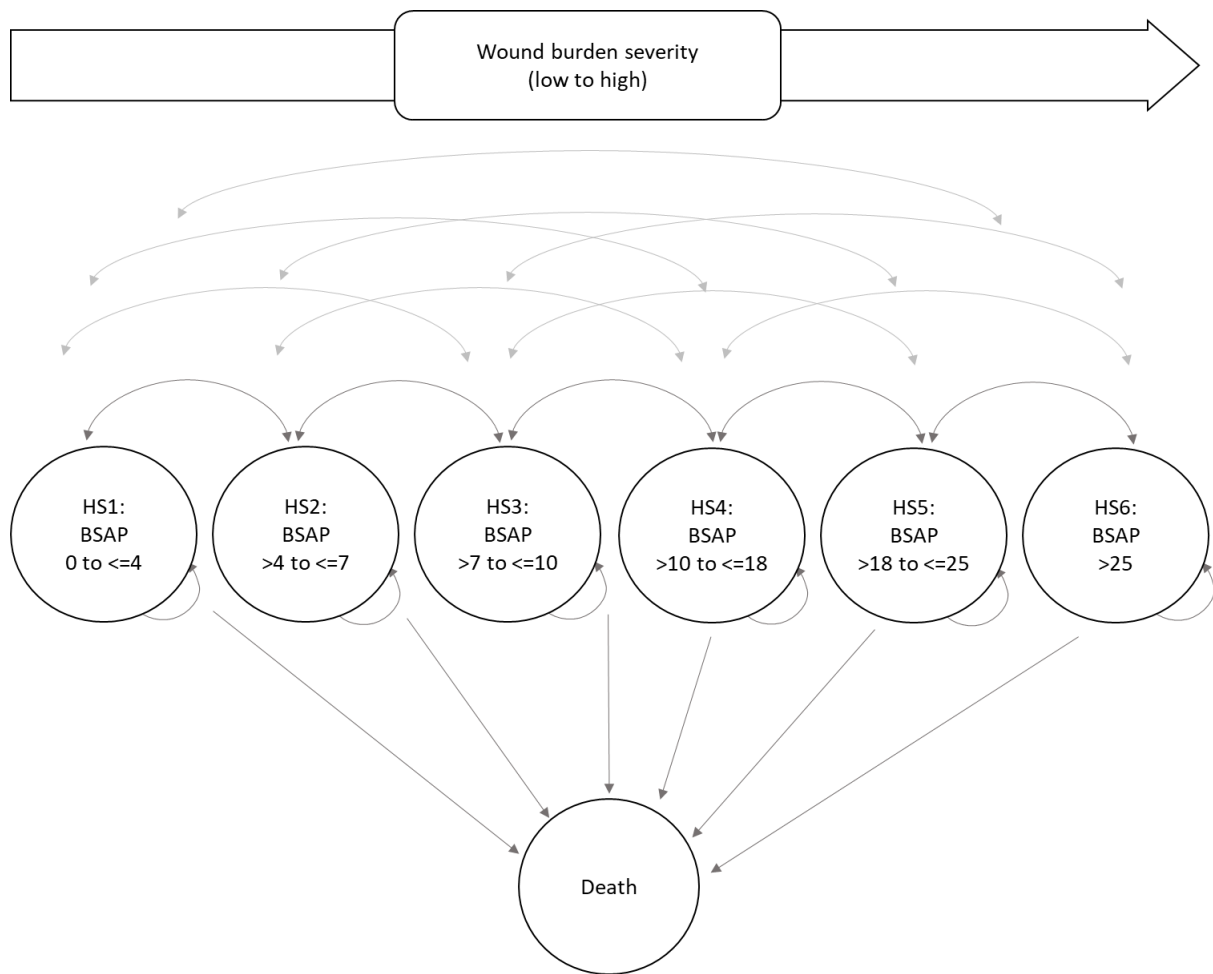 Wound burden severity
(low to high)
HS1:
BSAP
0 to <=4
HS2:
BSAP
>4 to <=7
HS3:
BSAP
>7 to <=10
HS4:
BSAP
>10 to <=18
HS5:
BSAP
>18 to <=25
HS6:
BSAP
>25
Death